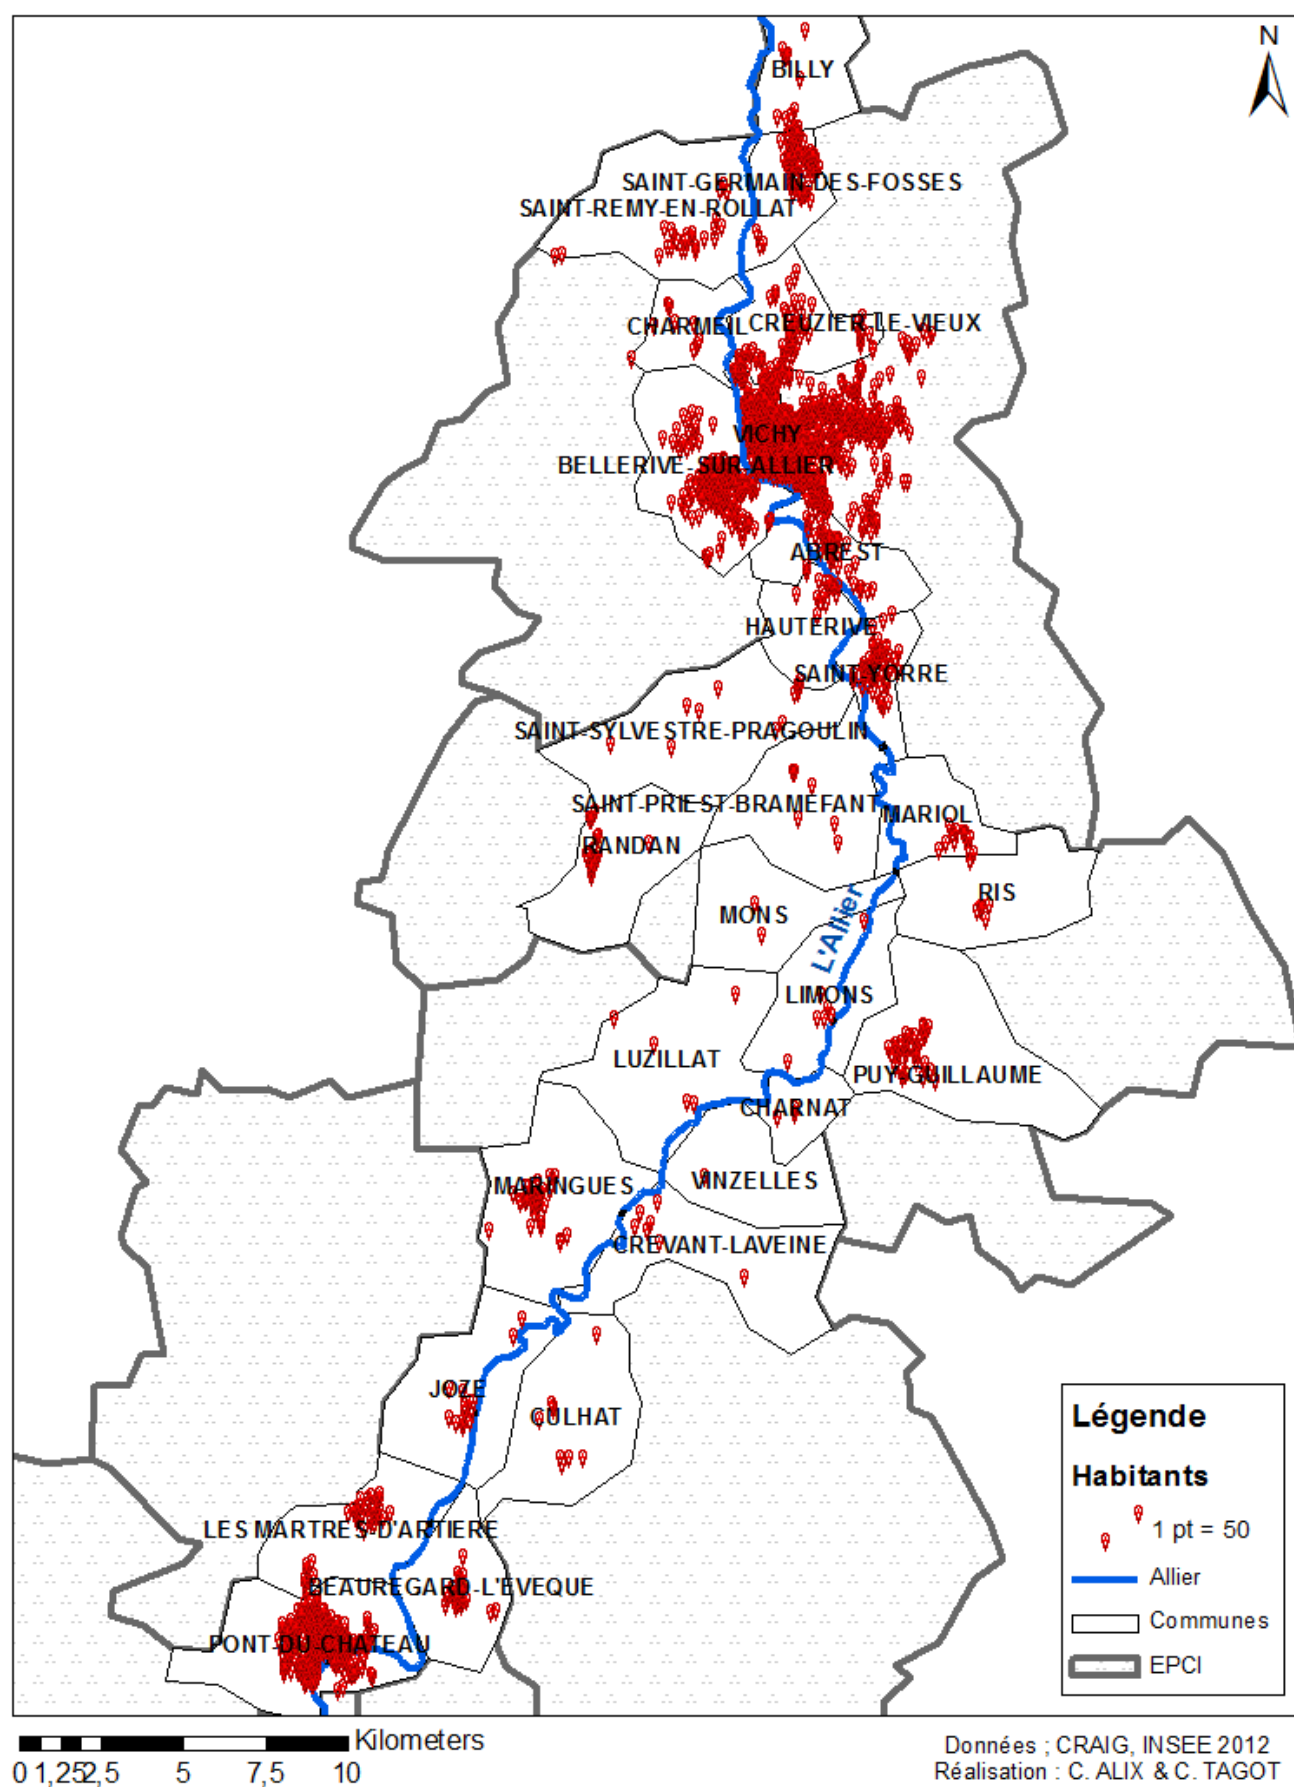 N
BILLY
SAINT-GERMAIN-DES-FOSSES
SAINT-REMY-EN-ROLLAT
CHARMEIL
CREUZIER-LE-VIEUX
VICHY
BELLERIVE-SUR-ALLIER
ABREST
HAUTERIVE
SAINT-YORRE
SAINT-SYLVESTRE-PRAGOULIN
SAINT-PRIEST-BRAMEFANT
MARIOL
RANDAN
RIS
MONS
L'Allier
LIMONS
LUZILLAT
PUY-GUILLAUME
CHARNAT
MARINGUES
VINZELLES
CREVANT-LAVEINE
JOZE
CULHAT
LES MARTRES-D'ARTIERE
BEAUREGARD-L'EVEQUE
PONT-DU-CHATEAU
Légende
Habitants
1 pt = 50
Allier
Communes
EPCI
Kilometers
0 1,252,5 5 7,5 10
Données ; CRAIG, INSEE 2012
Réalisation : C. ALIX & C. TAGOT